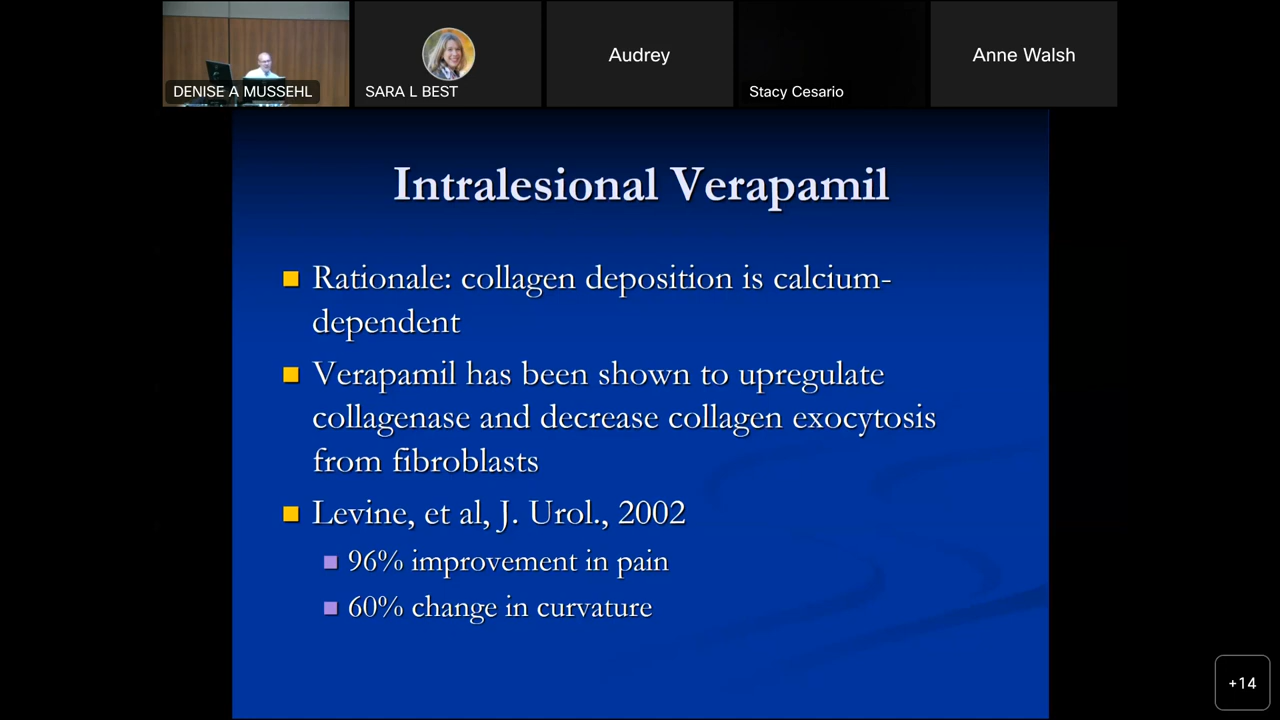 DENISE A MUSSEHL
SARA L BEST
Audrey
Stacy Cesario
Anne Walsh
Intralesional Verapamil
Rationale: collagen deposition is calcium-
dependent
Verapamil has been shown to upregulate
collagenase and decrease collagen exocytosis
from fibroblasts
Levine, et al, J. Urol., 2002
96% improvement in pain
60% change in curvature
+14